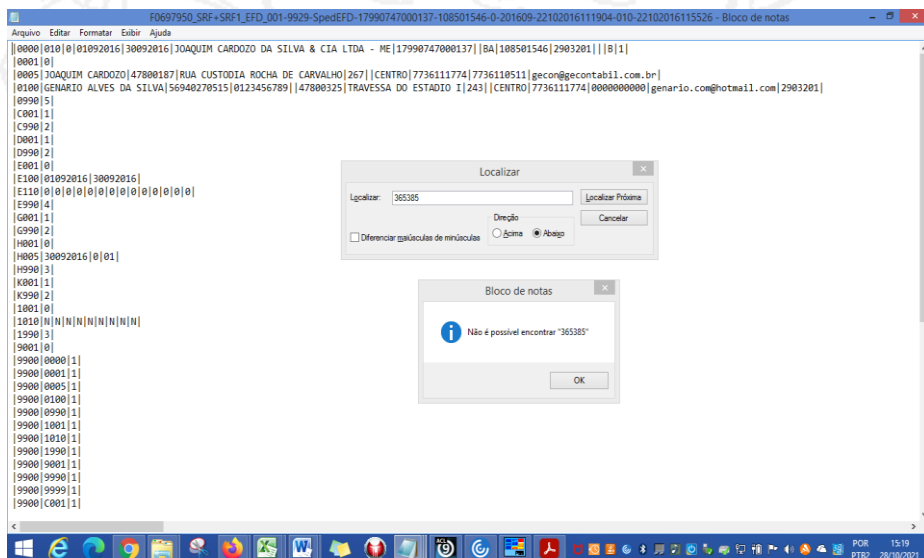 F0697950_SRF+SRF1_EFD_001-9929-SpedEFD-17990747000137-108501546-0-201609-22102016111904-010-22102016115526 - Bloco de notas
Arquivo Editar Formatar Exibir Ajuda
|0000|010|0|01092016|30092016|JOAQUIM CARDOZO DA SILVA & CIA LTDA - ME|17990747000137||BA|108501546|2903201|||B|1|
|0001|0|
|0005|JOAQUIM CARDOZO|47800187|RUA CUSTODIA ROCHA DE CARVALHO|267||CENTRO|7736111774|7736110511|gecon@gecontabil.com.br|
|0100|GENARIO ALVES DA SILVA|56940270515|0123456789||47800325|TRAVESSA DO ESTADIO I|243||CENTRO|7736111774|0000000000|genario.com@hotmail.com|2903201|
|0990|5|
|C001|1|
|C990|2|
|D001|1|
|D990|2|
|E001|0|
|E100|01092016|30092016|
|E110|0|0|0|0|0|0|0|0|0|0|0|0|0|0|
|E990|4|
|G001|1|
|G990|2|
|H001|0|
|H005|30092016|0|01|
|H990|3|
|K001|1|
|K990|2|
|1001|0|
|1010|N|N|N|N|N|N|N|N|N|
|1990|3|
|9001|0|
|9900|0000|1|
|9900|0001|1|
|9900|0005|1|
|9900|0100|1|
|9900|0990|1|
|9900|1001|1|
|9900|1010|1|
|9900|1990|1|
|9900|9001|1|
|9900|9990|1|
|9900|9999|1|
|9900|C001|1|
Localizar
Localizar: 365385
Localizar Próxima
Direção
Cancelar
Diferenciar maiúsculas de minúsculas
Acima Abaixo
Bloco de notas
Não é possível encontrar "365385"
OK
POR 15:19
PTB2